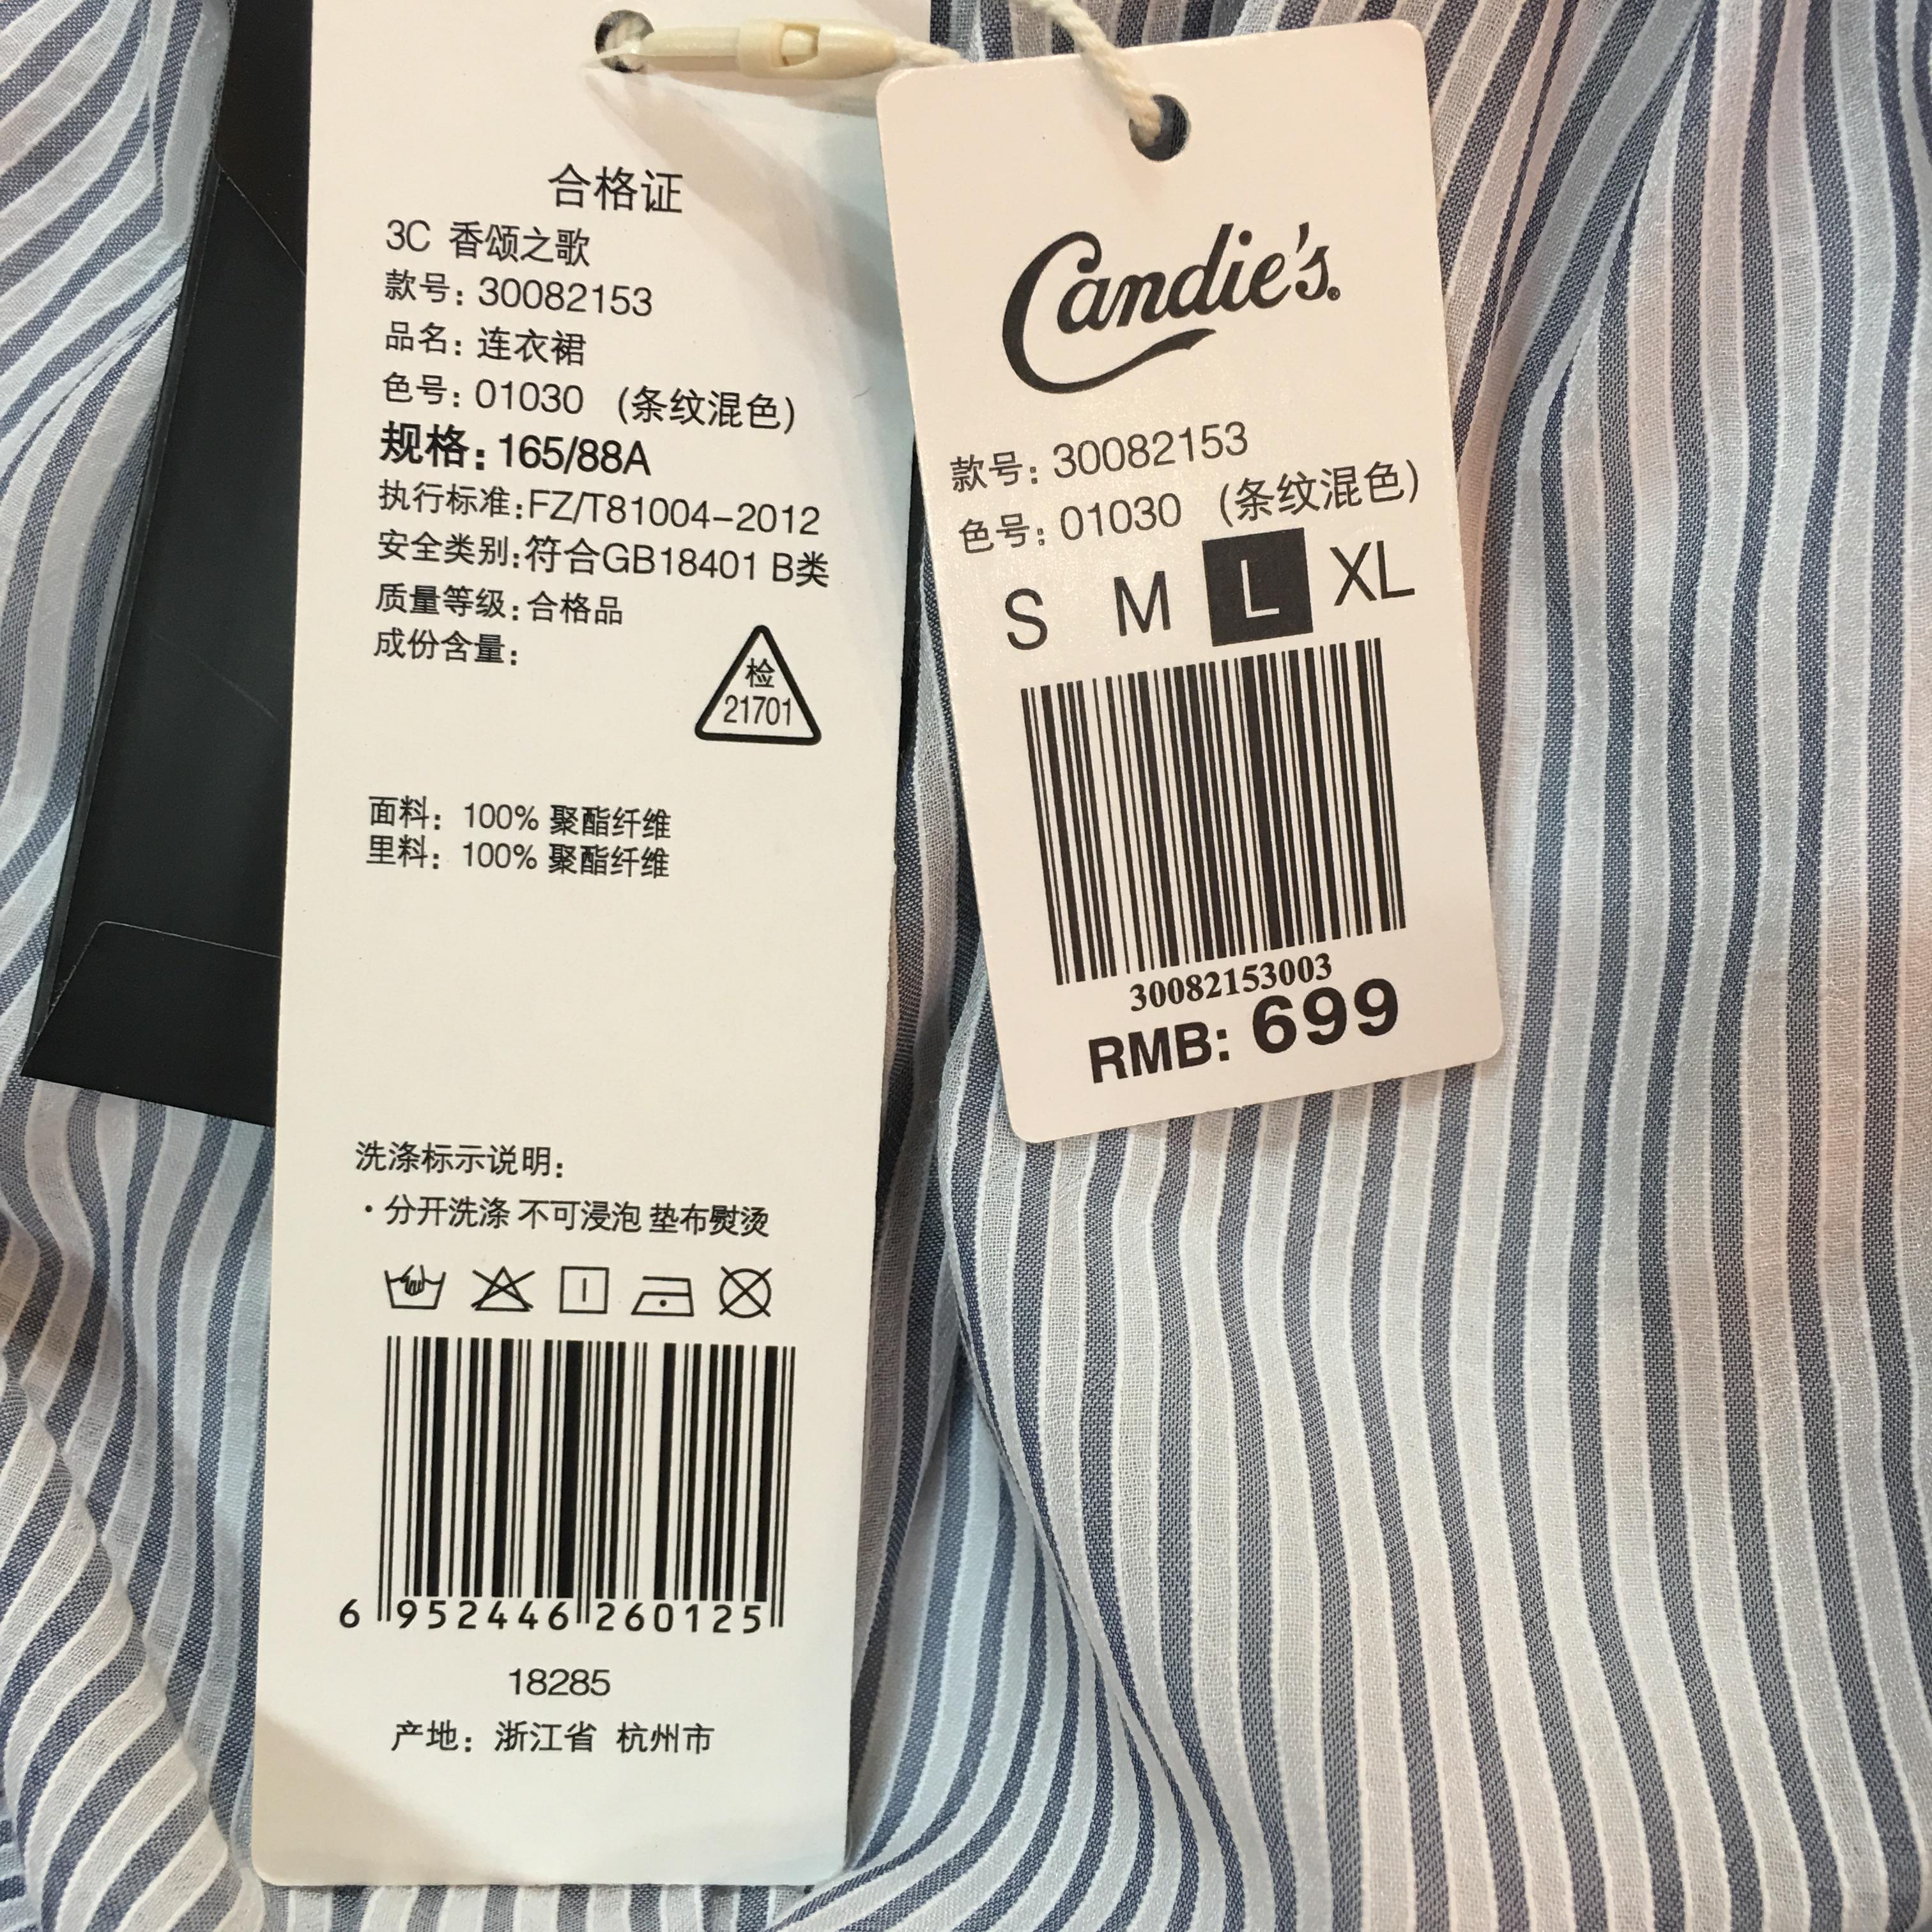 合格证
3C 香颂之歌
款号: 30082153
品名: 连衣裙
色号: 01030 (条纹混色)
规格: 165/88A
执行标准:FZ/T81004-2012
安全类别:符合GB18401 B类
质量等级:合格品
成份含量:
检
21701
面料: 100% 聚酯纤维
里料: 100% 聚酯纤维
洗涤标示说明:
·分开洗涤 不可浸泡 垫布熨烫
6 952446 260125
18285
产地: 浙江省 杭州市
Candie's®
款号: 30082153
色号: 01030 (条纹混色)
S M L XL
30082153003
RMB: 699